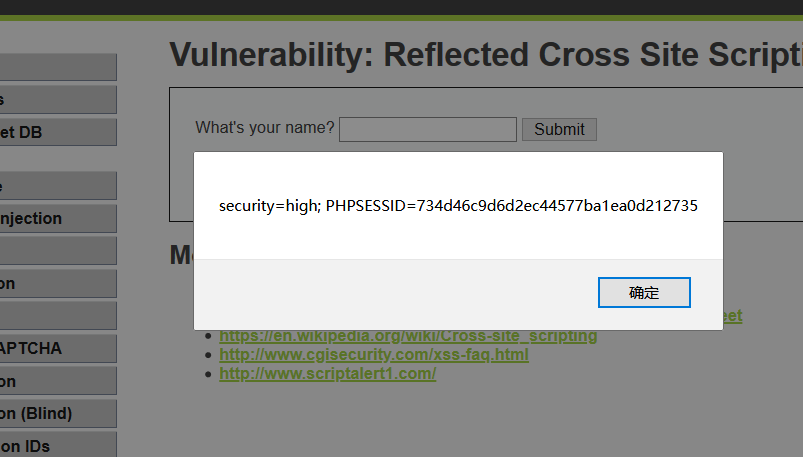 Vulnerability: Reflected Cross Site Scripti
s
et DB
What's your name?
Submit
e
njection
on
APTCHA
on
on (Blind)
on IDs
security=high; PHPSESSID=734d46c9d6d2ec44577ba1ea0d212735
确定
M
eet
https://en.wikipedia.org/wiki/Cross-site_scripting
http://www.cgisecurity.com/xss-faq.html
http://www.scriptalert1.com/